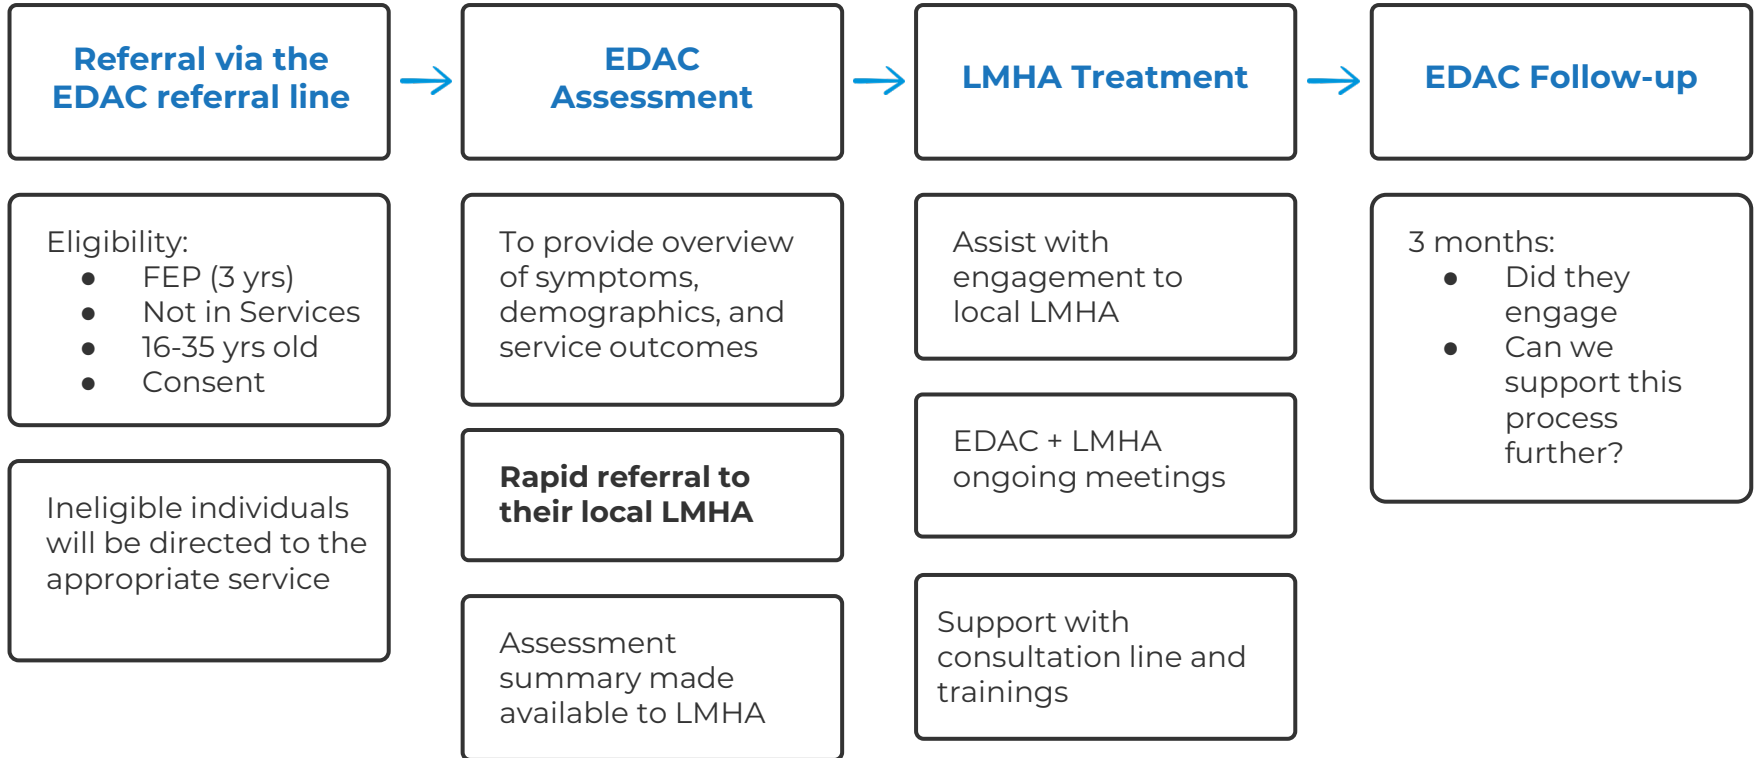 Referral via the
EDAC referral line
EDAC
Assessment
LMHA Treatment
EDAC Follow-up
Eligibility:
● FEP (3 yrs)
● Not in Services
● 16-35 yrs old
● Consent
Ineligible individuals
will be directed to the
appropriate service
To provide overview
of symptoms,
demographics, and
service outcomes
Rapid referral to
their local LMHA
Assessment
summary made
available to LMHA
Assist with
engagement to
local LMHA
EDAC + LMHA
ongoing meetings
Support with
consultation line and
trainings
3 months:
● Did they
engage
● Can we
support this
process
further?